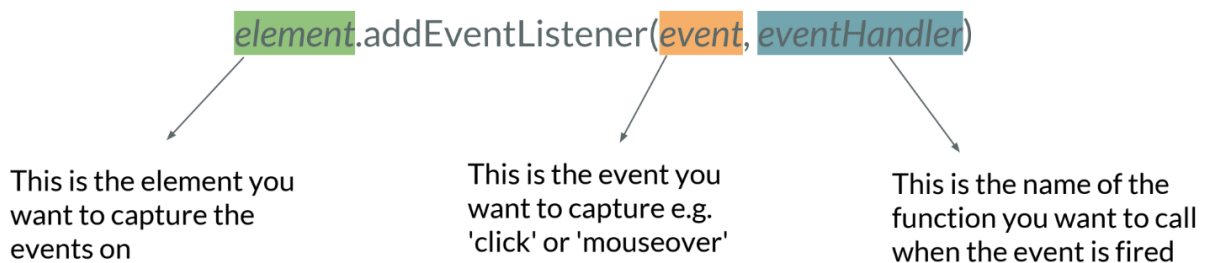 element.addEventListener(event, eventHandler)
This is the element you
want to capture the
events on
This is the event you
want to capture e.g.
'click' or 'mouseover'
This is the name of the
function you want to call
when the event is fired